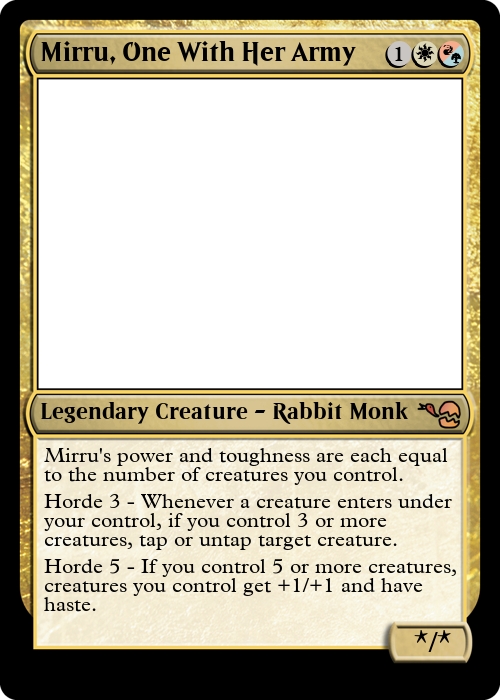 Mirru, One With Her Army 1
Legendary Creature - Rabbit Monk
Mirru's power and toughness are each equal
to the number of creatures you control.
Horde 3 - Whenever a creature enters under
your control, if you control 3 or more
creatures, tap or untap target creature.
Horde 5 - If you control 5 or more creatures,
creatures you control get +1/+1 and have
haste.
*/*